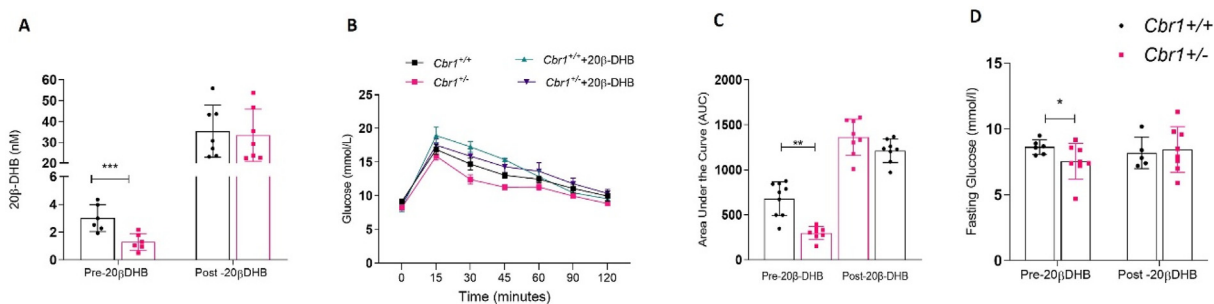 A
20β-DHB (nM)
60
50
40
30
20
6
4
2
0
***
Pre-20βDHB
Post -20βDHB
B
Cbr1+/+
Cbr1+/-
Cbr1+/++20β-DHB
Cbr1+/-+20β-DHB
Glucose (mmol/L)
25
20
15
10
5
0
0 15 30 45 60 90 120
Time (minutes)
C
Area Under the Curve (AUC)
2000
1500
1000
500
0
**
Pre-20β-DHB
Post-20β-DHB
D
Cbr1+/+
Cbr1+/-
Fasting Glucose (mmol/l)
15
10
5
0
*
Pre-20βDHB
Post -20βDHB